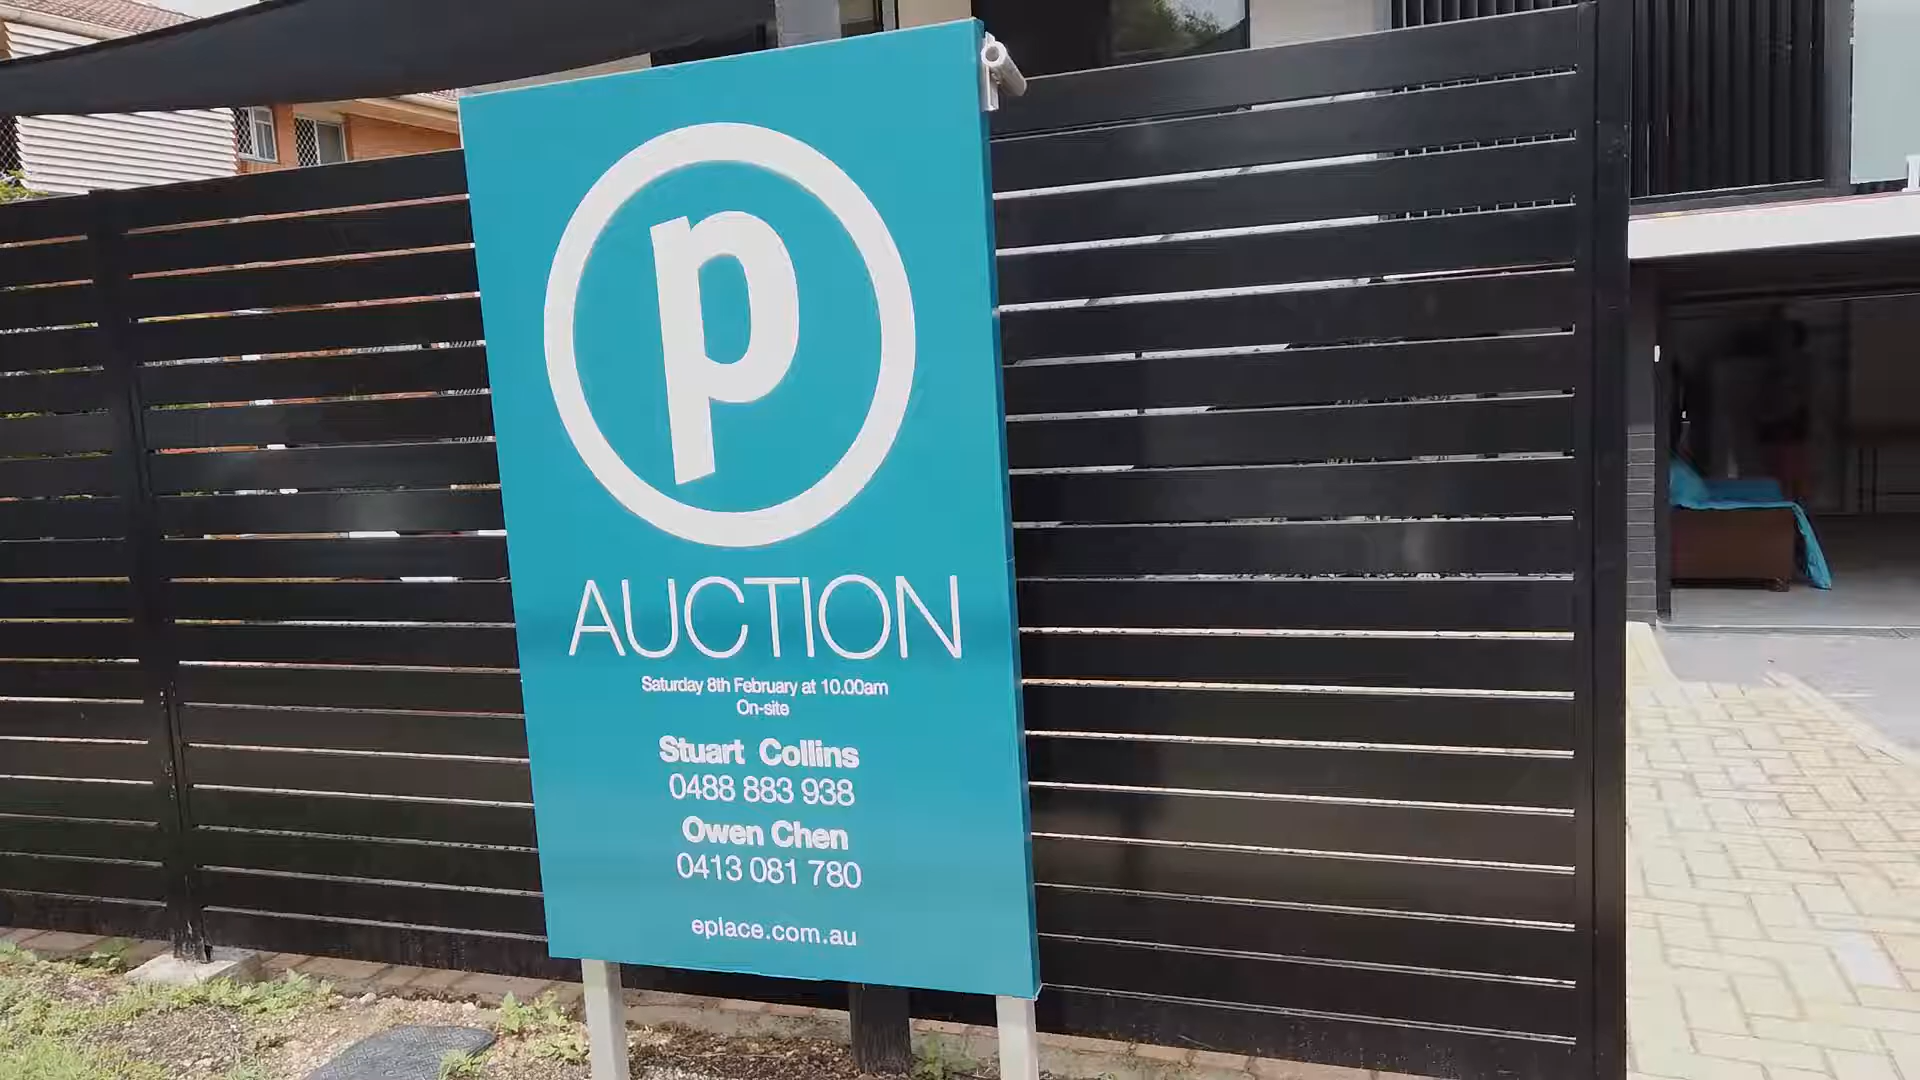 p
AUCTION
Saturday 8th February at 10.00am
On-site
Stuart Collins
0488 883 938
Owen Chen
0413 081 780
eplace.com.au